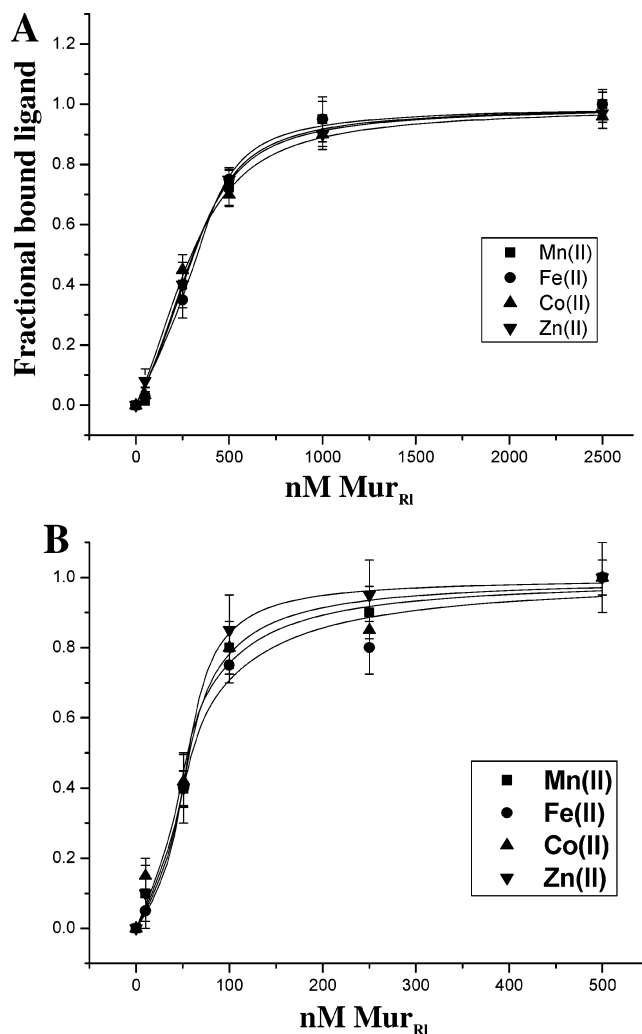 A
Fractional bound ligand
1.2
1.0
0.8
0.6
0.4
0.2
0.0
Mn(II)
Fe(II)
Co(II)
Zn(II)
0 500 1000 1500 2000 2500
nM MurRI
B
1.0
0.8
0.6
0.4
0.2
0.0
Mn(II)
Fe(II)
Co(II)
Zn(II)
0 100 200 300 400 500
nM MurRI